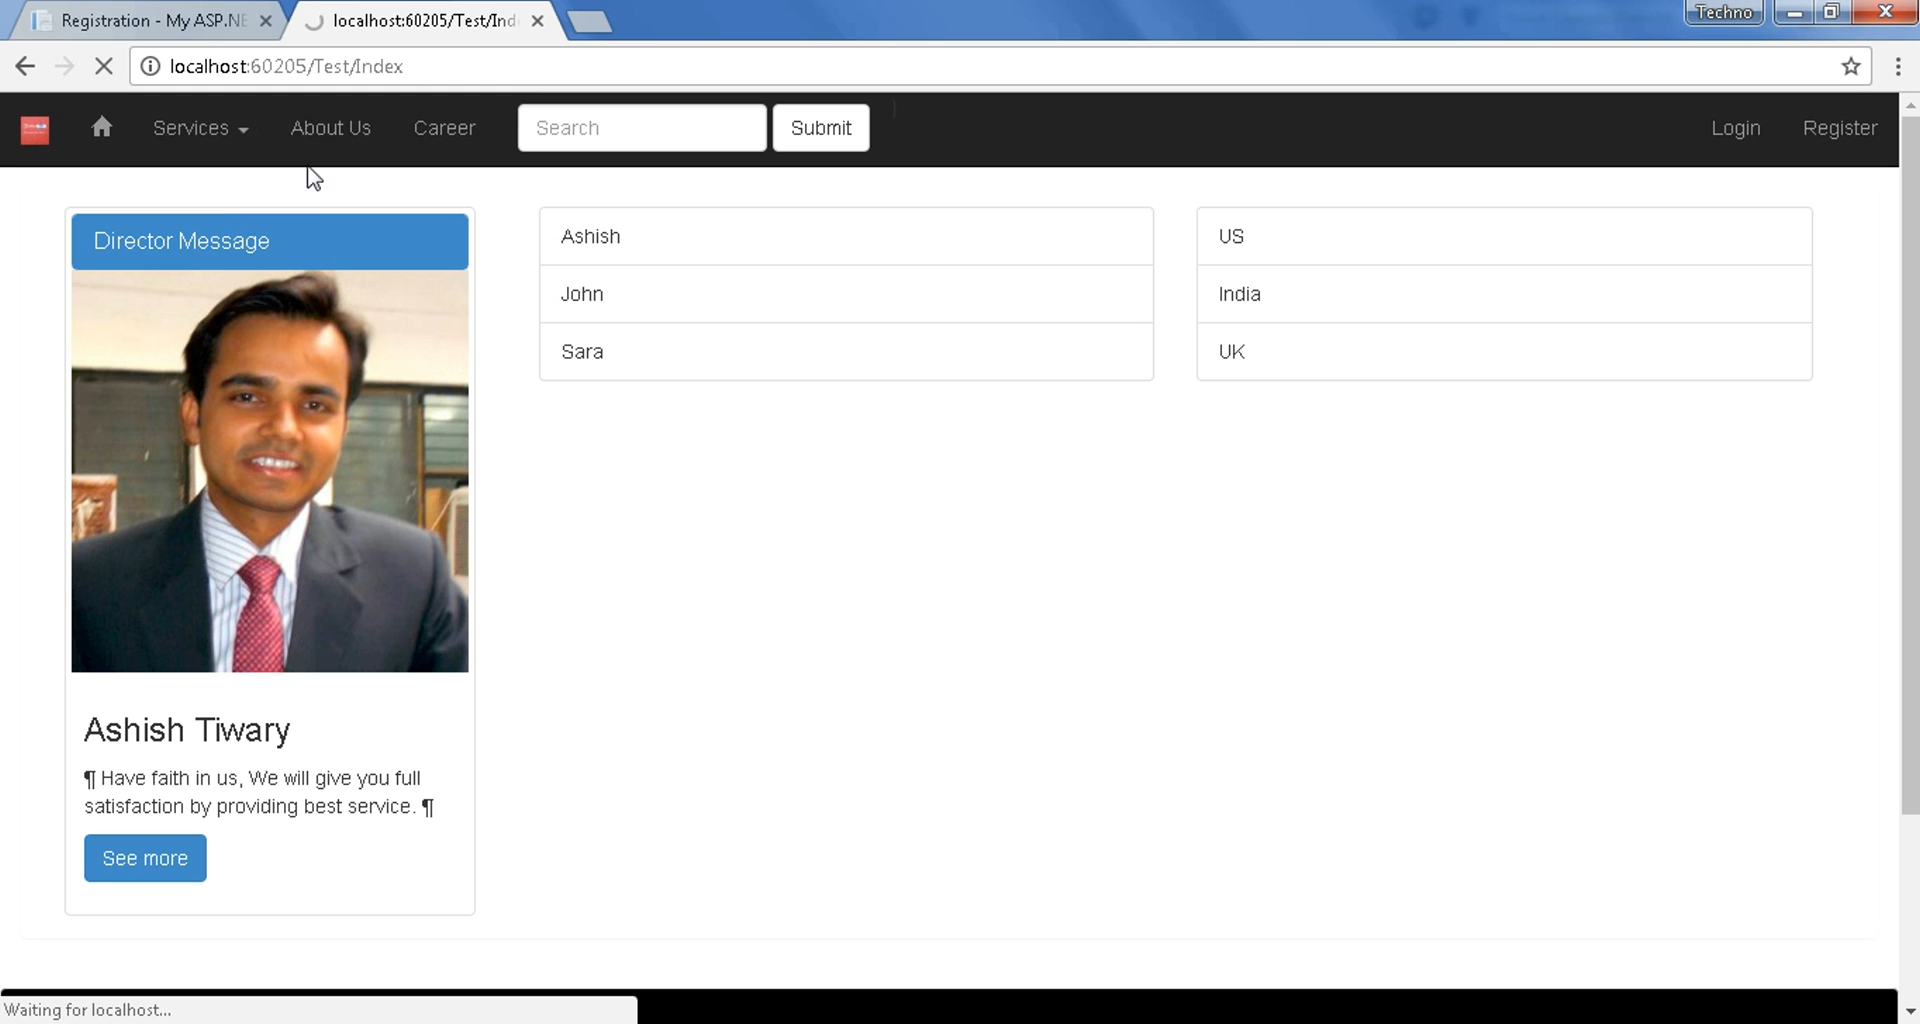 Registration - My ASP.NE
localhost:60205/Test/Ind
Techno
localhost:60205/Test/Index
Services
About Us
Career
Search
Submit
Login
Register
Director Message
Ashish
John
Sara
US
India
UK
Ashish Tiwary
¶ Have faith in us, We will give you full
satisfaction by providing best service. ¶
See more
Waiting for localhost...